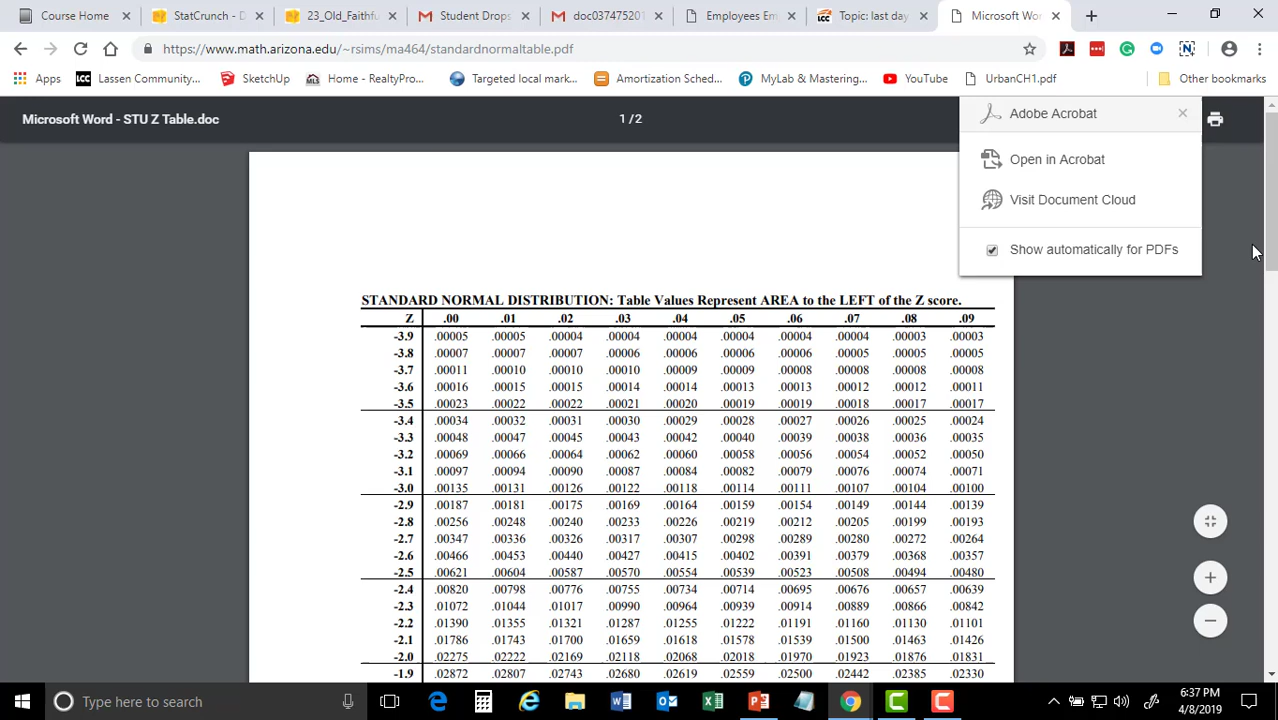 Course Home
StatCrunch - D
23_Old_Faithfu
Student Drops
doc037475201
Employees Em
Topic: last day
Microsoft Wor
https://www.math.arizona.edu/~rsims/ma464/standardnormaltable.pdf
Apps
LCC
Lassen Community...
SketchUp
MLS
Home - RealtyPro...
Targeted local mark...
Amortization Sched...
MyLab & Mastering...
YouTube
UrbanCH1.pdf
Other bookmarks
Microsoft Word - STU Z Table.doc
1 / 2
Adobe Acrobat
Open in Acrobat
Visit Document Cloud
Show automatically for PDFs
STANDARD NORMAL DISTRIBUTION: Table Values Represent AREA to the LEFT of the Z score.
Z .00 .01 .02 .03 .04 .05 .06 .07 .08 .09
-3.9 .00005 .00005 .00004 .00004 .00004 .00004 .00004 .00004 .00003 .00003
-3.8 .00007 .00007 .00007 .00006 .00006 .00006 .00006 .00005 .00005 .00005
-3.7 .00011 .00010 .00010 .00010 .00009 .00009 .00008 .00008 .00008 .00008
-3.6 .00016 .00015 .00015 .00014 .00014 .00013 .00013 .00012 .00012 .00011
-3.5 .00023 .00022 .00022 .00021 .00020 .00019 .00019 .00018 .00017 .00017
-3.4 .00034 .00032 .00031 .00030 .00029 .00028 .00027 .00026 .00025 .00024
-3.3 .00048 .00047 .00045 .00043 .00042 .00040 .00039 .00038 .00036 .00035
-3.2 .00069 .00066 .00064 .00062 .00060 .00058 .00056 .00054 .00052 .00050
-3.1 .00097 .00094 .00090 .00087 .00084 .00082 .00079 .00076 .00074 .00071
-3.0 .00135 .00131 .00126 .00122 .00118 .00114 .00111 .00107 .00104 .00100
-2.9 .00187 .00181 .00175 .00169 .00164 .00159 .00154 .00149 .00144 .00139
-2.8 .00256 .00248 .00240 .00233 .00226 .00219 .00212 .00205 .00199 .00193
-2.7 .00347 .00336 .00326 .00317 .00307 .00298 .00289 .00280 .00272 .00264
-2.6 .00466 .00453 .00440 .00427 .00415 .00402 .00391 .00379 .00368 .00357
-2.5 .00621 .00604 .00587 .00570 .00554 .00539 .00523 .00508 .00494 .00480
-2.4 .00820 .00798 .00776 .00755 .00734 .00714 .00695 .00676 .00657 .00639
-2.3 .01072 .01044 .01017 .00990 .00964 .00939 .00914 .00889 .00866 .00842
-2.2 .01390 .01355 .01321 .01287 .01255 .01222 .01191 .01160 .01130 .01101
-2.1 .01786 .01743 .01700 .01659 .01618 .01578 .01539 .01500 .01463 .01426
-2.0 .02275 .02222 .02169 .02118 .02068 .02018 .01970 .01923 .01876 .01831
-1.9 .02872 .02807 .02743 .02680 .02619 .02559 .02500 .02442 .02385 .02330
Type here to search
6:37 PM
4/8/2019